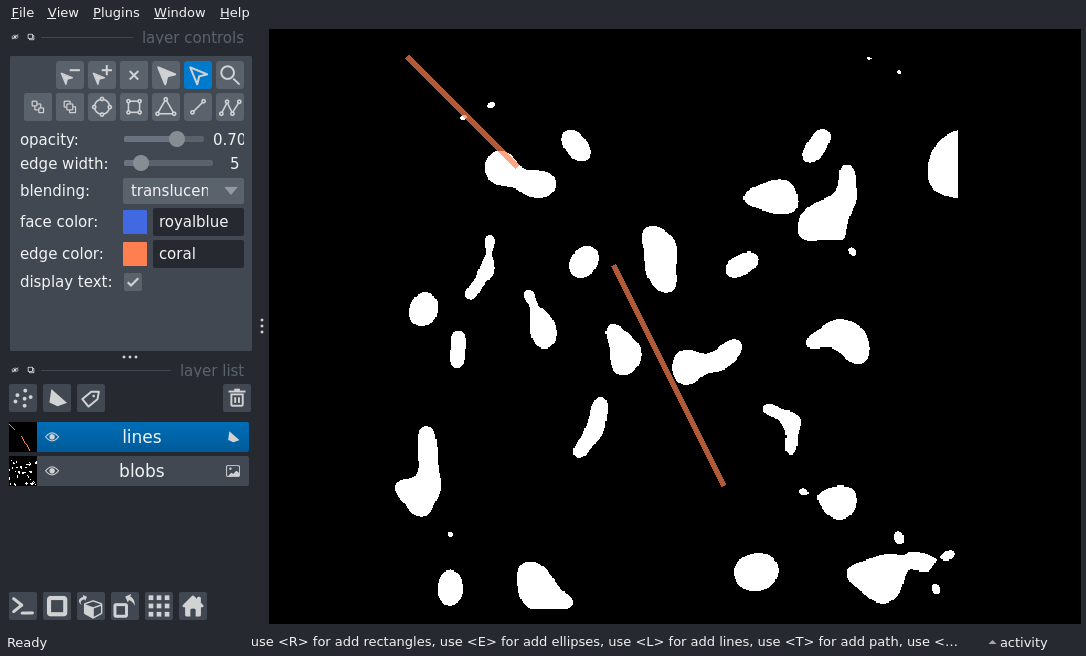 File View Plugins Window Help
layer controls
opacity: 0.70
edge width: 5
blending: translucen
face color: royalblue
edge color: coral
display text:
layer list
lines
blobs
Ready use <R> for add rectangles, use <E> for add ellipses, use <L> for add lines, use <T> for add path, use <... activity